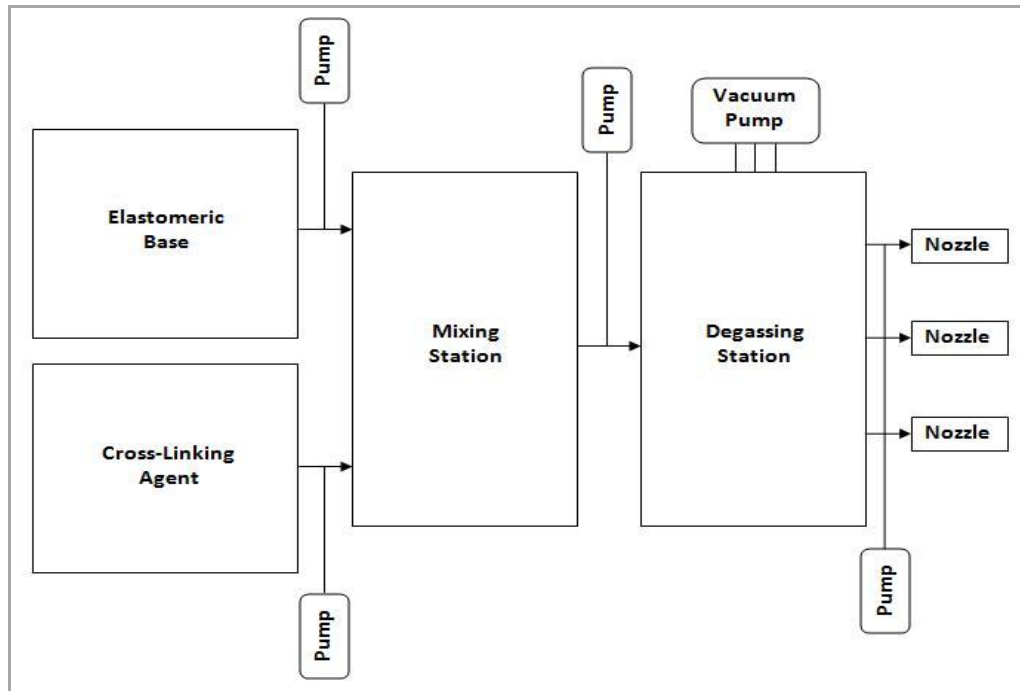 Pump
Pump
Vacuum
Pump
Elastomeric
Base
Mixing
Station
Degassing
Station
Nozzle
Nozzle
Nozzle
Cross-Linking
Agent
Pump
Pump